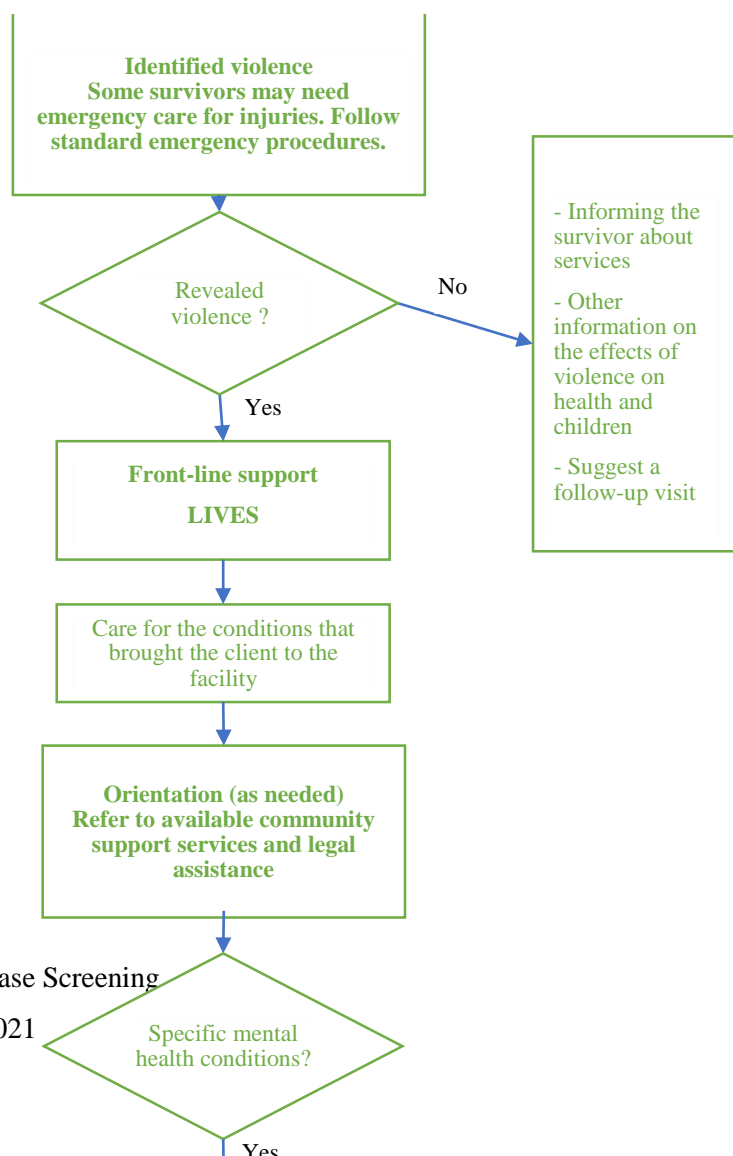 Identified violence
Some survivors may need
emergency care for injuries. Follow
standard emergency procedures.
Revealed
violence ?
No
- Informing the
survivor about
services
- Other
information on
the effects of
violence on
health and
children
- Suggest a
follow-up visit
Yes
Front-line support
LIVES
Care for the conditions that
brought the client to the
facility
Orientation (as needed)
Refer to available community
support services and legal
assistance
ase Screening
021
Specific mental
health conditions?
Yes